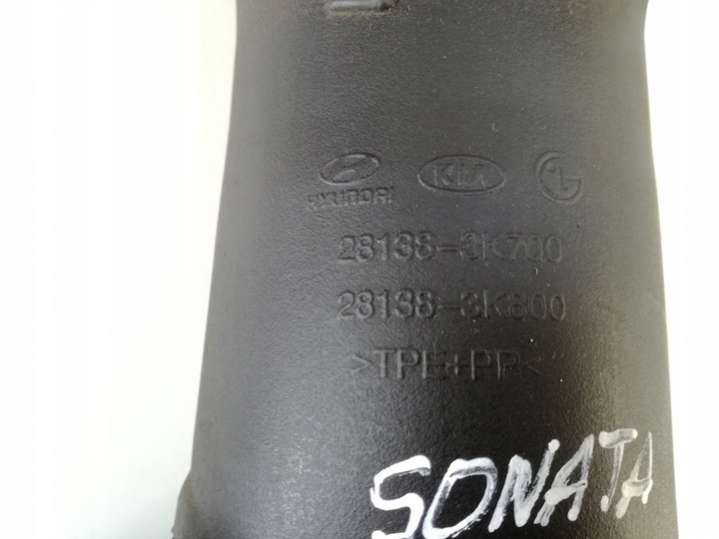 HYUNDAI KIA
28138-3K700
28138-3K800
>TPE+PP<
SONATA